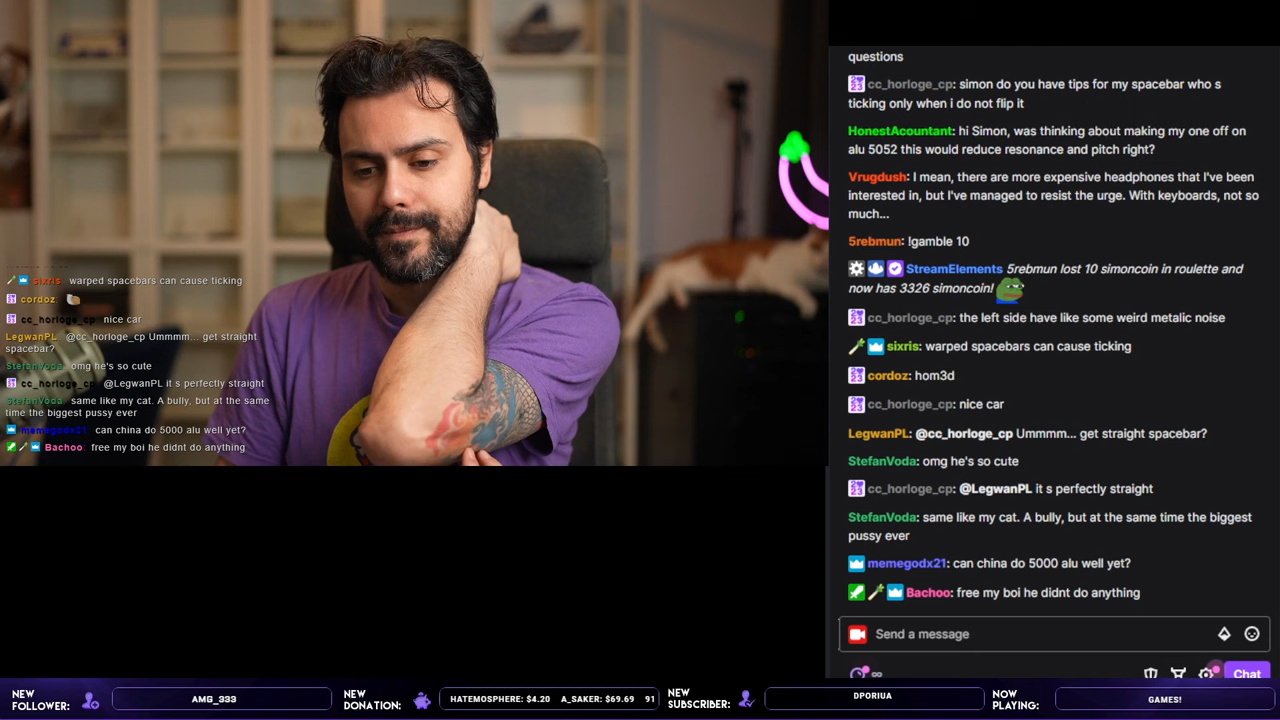 questions
cc_horloge_cp: simon do you have tips for my spacebar who s
ticking only when i do not flip it
HonestAcountant: hi Simon, was thinking about making my one off on
alu 5052 this would reduce resonance and pitch right?
Vrugdush: I mean, there are more expensive headphones that I've been
interested in, but I've managed to resist the urge. With keyboards, not so
much...
5rebmun: !gamble 10
StreamElements 5rebmun lost 10 simoncoin in roulette and
now has 3326 simoncoin!
cc_horloge_cp: the left side have like some weird metalic noise
sixris: warped spacebars can cause ticking
cordoz: hom3d
cc_horloge_cp: nice car
LegwanPL: @cc_horloge_cp Ummmm... get straight spacebar?
StefanVoda: omg he's so cute
cc_horloge_cp: @LegwanPL it s perfectly straight
StefanVoda: same like my cat. A bully, but at the same time the biggest
pussy ever
memegodx21: can china do 5000 alu well yet?
Bachoo: free my boi he didnt do anything
Send a message
Chat
sixris warped spacebars can cause ticking
cordoz:
cc_horloge_cp nice car
LegwanPL @cc_horloge_cp Ummmm... get straight
spacebar?
StefanVoda omg he's so cute
cc_horloge_cp @LegwanPL it s perfectly straight
StefanVoda same like my cat. A bully, but at the same
time the biggest pussy ever
memegodx21 can china do 5000 alu well yet?
Bachoo: free my boi he didnt do anything
NEW
FOLLOWER:
AMG_333
NEW
DONATION:
HATEMOSPHERE: $4.20 A_SAKER: $69.69 91
NEW
SUBSCRIBER:
DPORIUA
NOW
PLAYING:
GAMES!